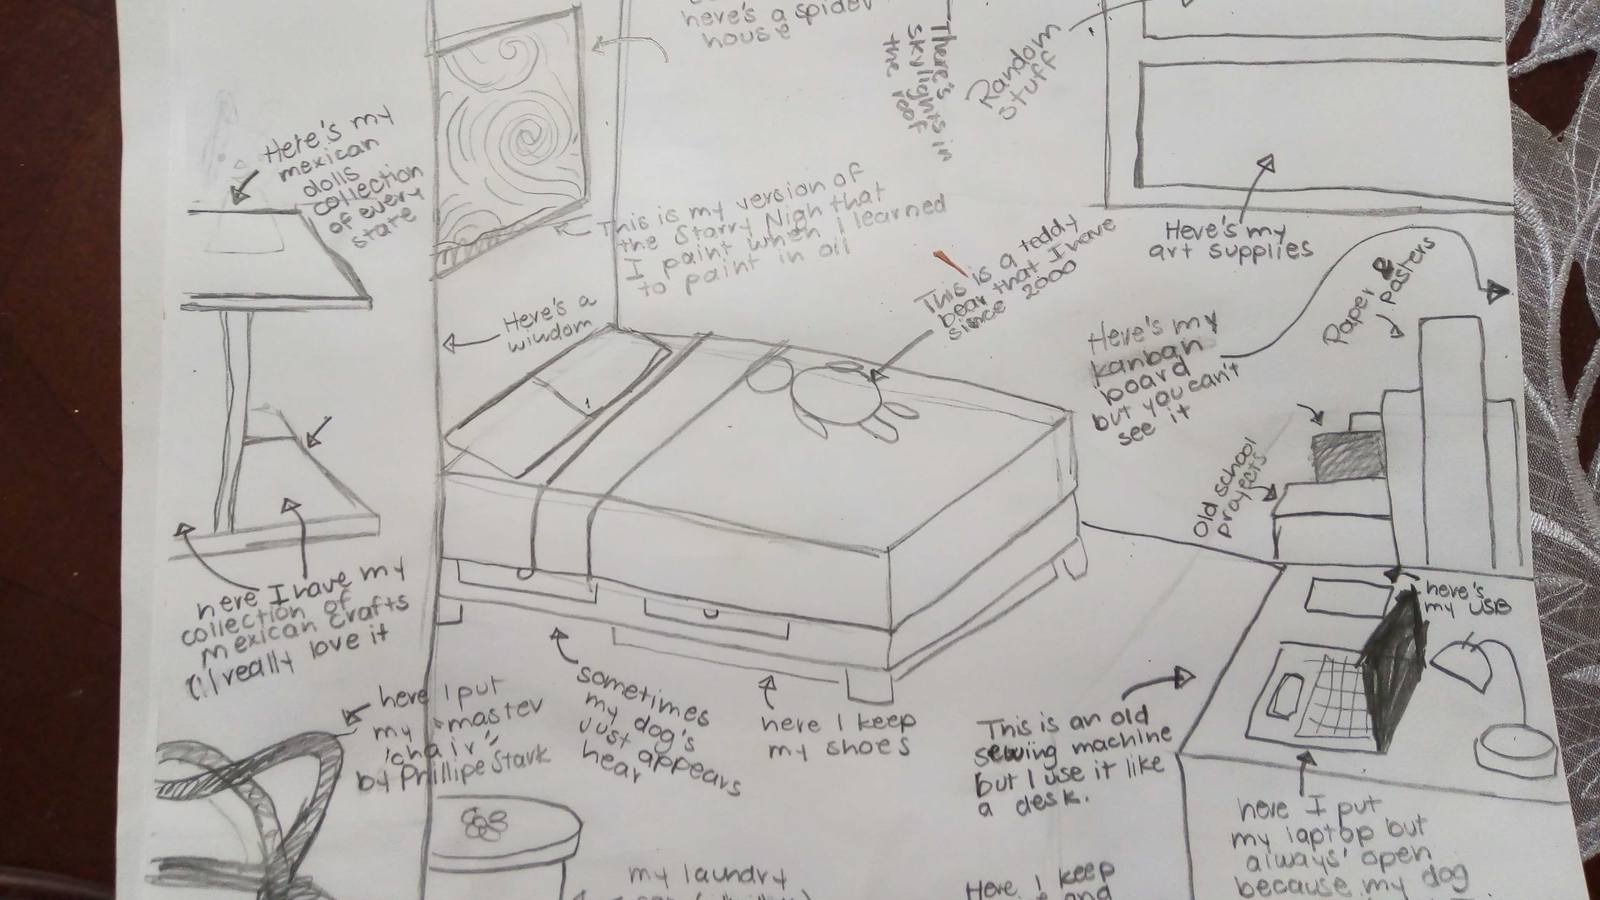 here's a spider
house
There's
skylights in
the roof
Random
stuff
Here's my
mexican
dolls
collection
of every
state
This is my version of
the Starry Nigh that
I paint when I learned
to paint in oil
Here's my
art supplies
This is a teddy
bear that I have
since 2000
Here's a
window
Here's my
kanban
board
but you can't
see it
Paper &
Posters
Old school
proyects
here I have my
collection of
mexican crafts
I really love it
here's
my USB
here I put
my "master
chair"
by Phillipe Stark
sometimes
my dog's
just appears
hear
here I keep
my shoes
This is an old
sewing machine
but I use it like
a desk.
here I put
my laptop but
always open
because my dog
my laundry
Here I keep
and